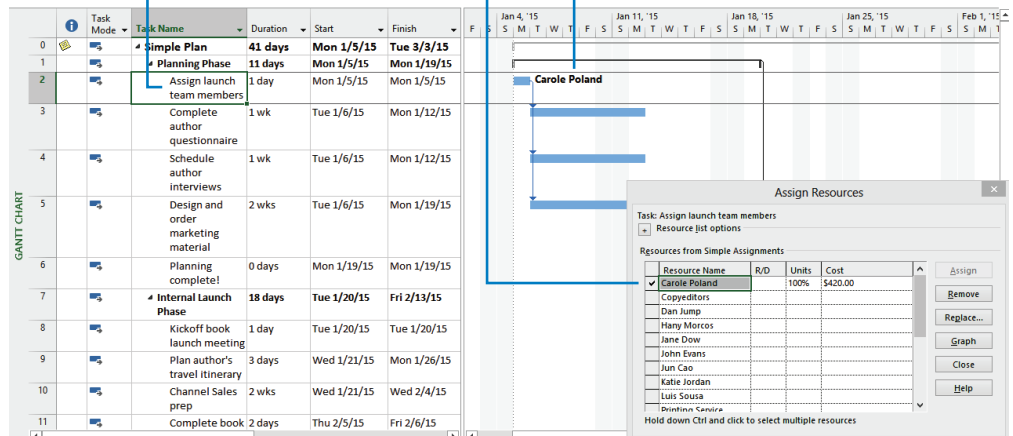 Jan 4, '15 Jan 11, '15 Jan 18, '15 Jan 25, '15 Feb 1, '15
Task Mode Task Name Duration Start Finish F S S M T W T F S S M T W T F S S M T W T F S S M T W T F S S M T
0 Simple Plan 41 days Mon 1/5/15 Tue 3/3/15
1 Planning Phase 11 days Mon 1/5/15 Mon 1/19/15
2 Assign launch team members 1 day Mon 1/5/15 Mon 1/5/15 Carole Poland
3 Complete author questionnaire 1 wk Tue 1/6/15 Mon 1/12/15
4 Schedule author interviews 1 wk Tue 1/6/15 Mon 1/12/15
5 Design and order marketing material 2 wks Tue 1/6/15 Mon 1/19/15
6 Planning complete! 0 days Mon 1/19/15 Mon 1/19/15
7 Internal Launch Phase 18 days Tue 1/20/15 Fri 2/13/15
8 Kickoff book launch meeting 1 day Tue 1/20/15 Tue 1/20/15
9 Plan author's travel itinerary 3 days Wed 1/21/15 Mon 1/26/15
10 Channel Sales prep 2 wks Wed 1/21/15 Wed 2/4/15
11 Complete book 2 days Thu 2/5/15 Fri 2/6/15
GANTT CHART
Assign Resources
Task: Assign launch team members
+ Resource list options
Resources from Simple Assignments
Resource Name R/D Units Cost
Carole Poland 100% $420.00
Copyeditors
Dan Jump
Hany Morcos
Jane Dow
John Evans
Jun Cao
Katie Jordan
Luis Sousa
Printing Service
Assign
Remove
Replace...
Graph
Close
Help
Hold down Ctrl and click to select multiple resources